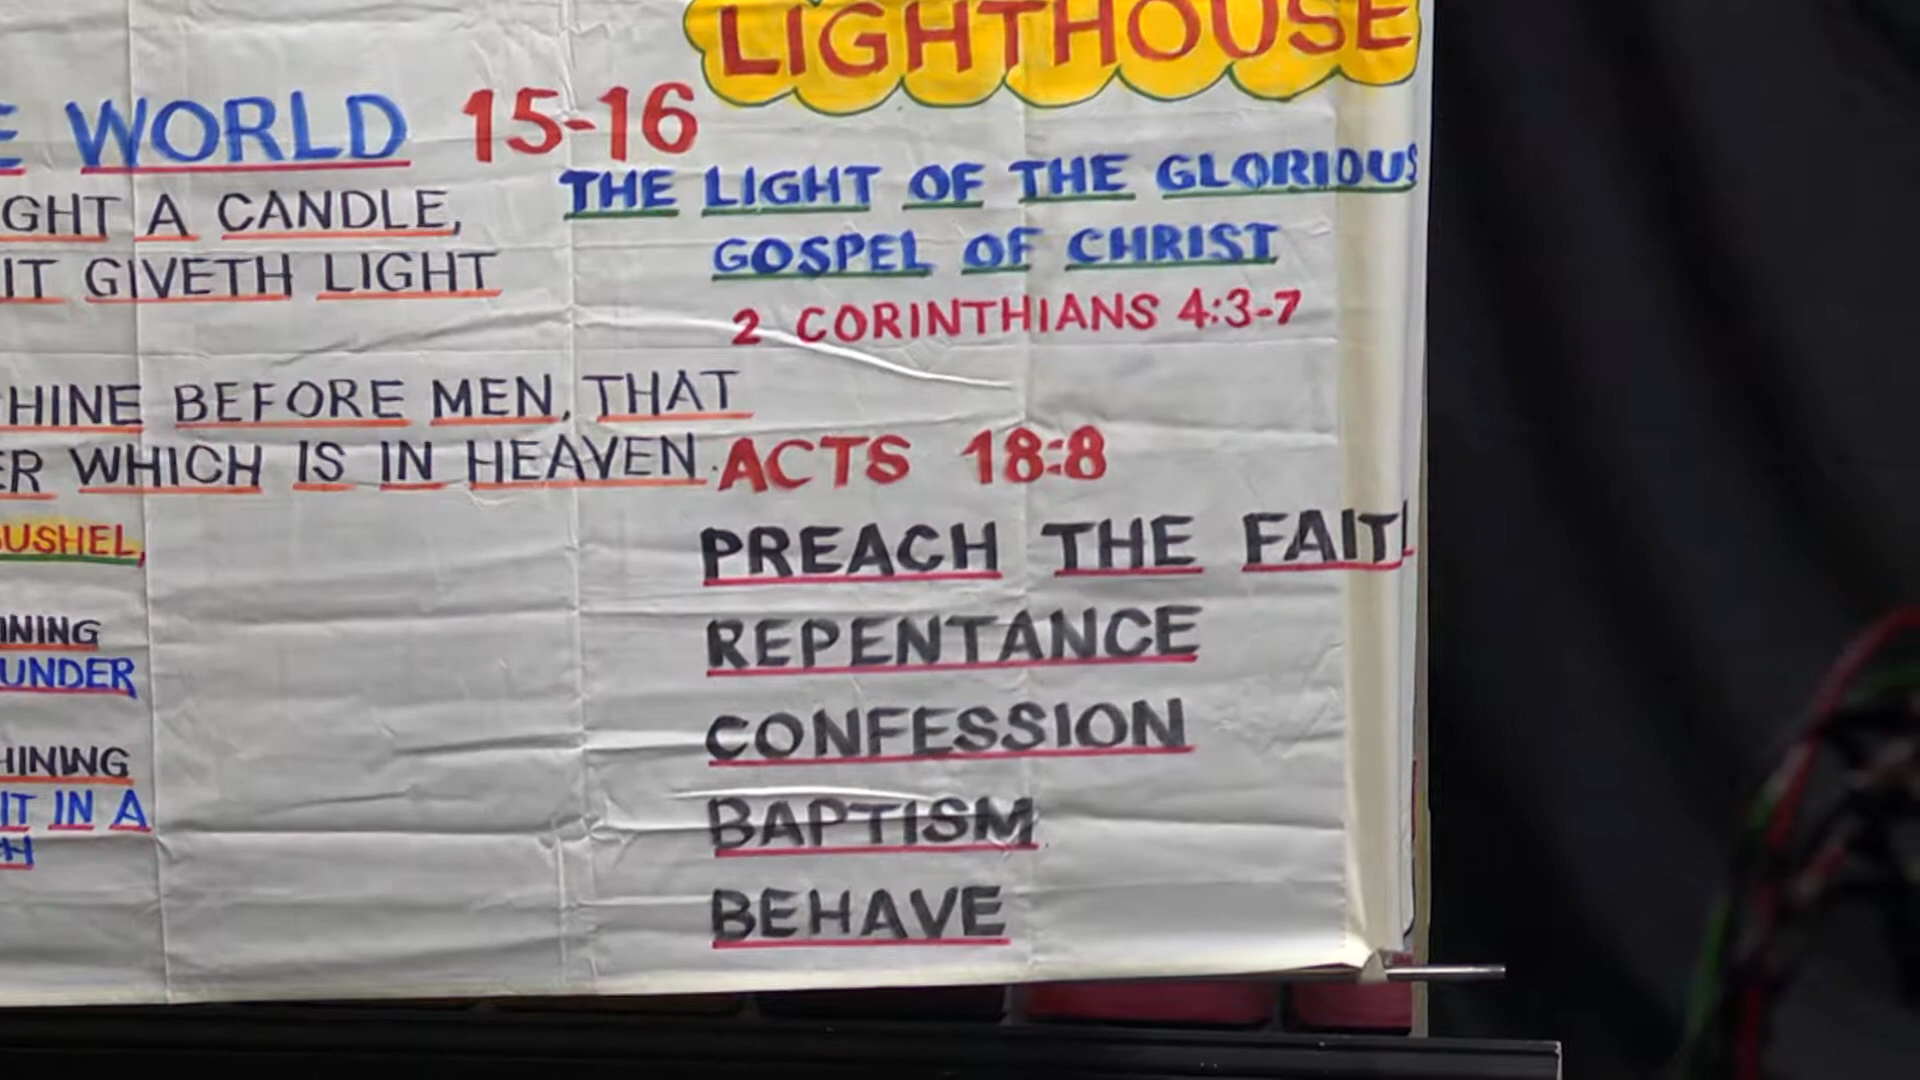 LIGHTHOUSE
E WORLD 15-16
THE LIGHT OF THE GLORIOUS
GOSPEL OF CHRIST
2 CORINTHIANS 4:3-7
GHT A CANDLE,
IT GIVETH LIGHT
HINE BEFORE MEN, THAT
ER WHICH IS IN HEAVEN.
BUSHEL,
NING
UNDER
HINING
IT IN A
H
ACTS 18:8
PREACH THE FAIT
REPENTANCE
CONFESSION
BAPTISM
BEHAVE